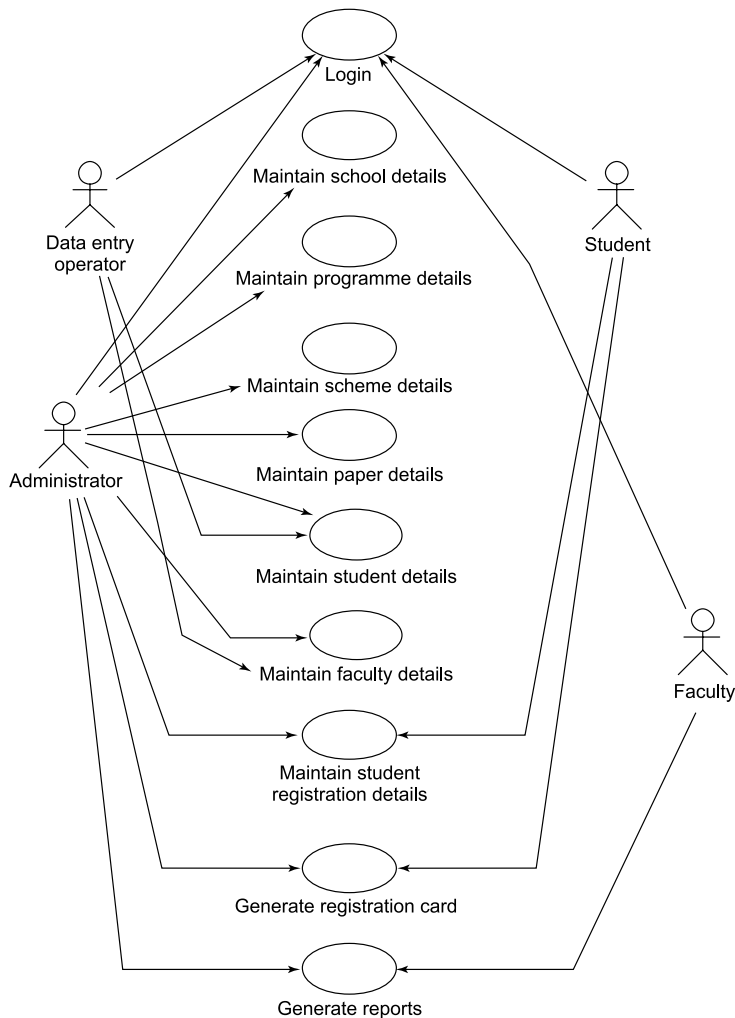 Login
Maintain school details
Data entry
operator
Student
Maintain programme details
Maintain scheme details
Administrator
Maintain paper details
Maintain student details
Maintain faculty details
Faculty
Maintain student
registration details
Generate registration card
Generate reports